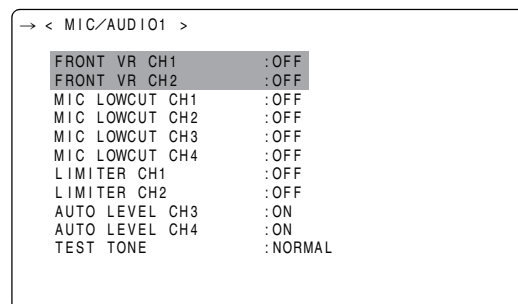 → < MIC/AUDIO1 >
FRONT VR CH1 :OFF
FRONT VR CH2 :OFF
MIC LOWCUT CH1 :OFF
MIC LOWCUT CH2 :OFF
MIC LOWCUT CH3 :OFF
MIC LOWCUT CH4 :OFF
LIMITER CH1 :OFF
LIMITER CH2 :OFF
AUTO LEVEL CH3 :ON
AUTO LEVEL CH4 :ON
TEST TONE :NORMAL